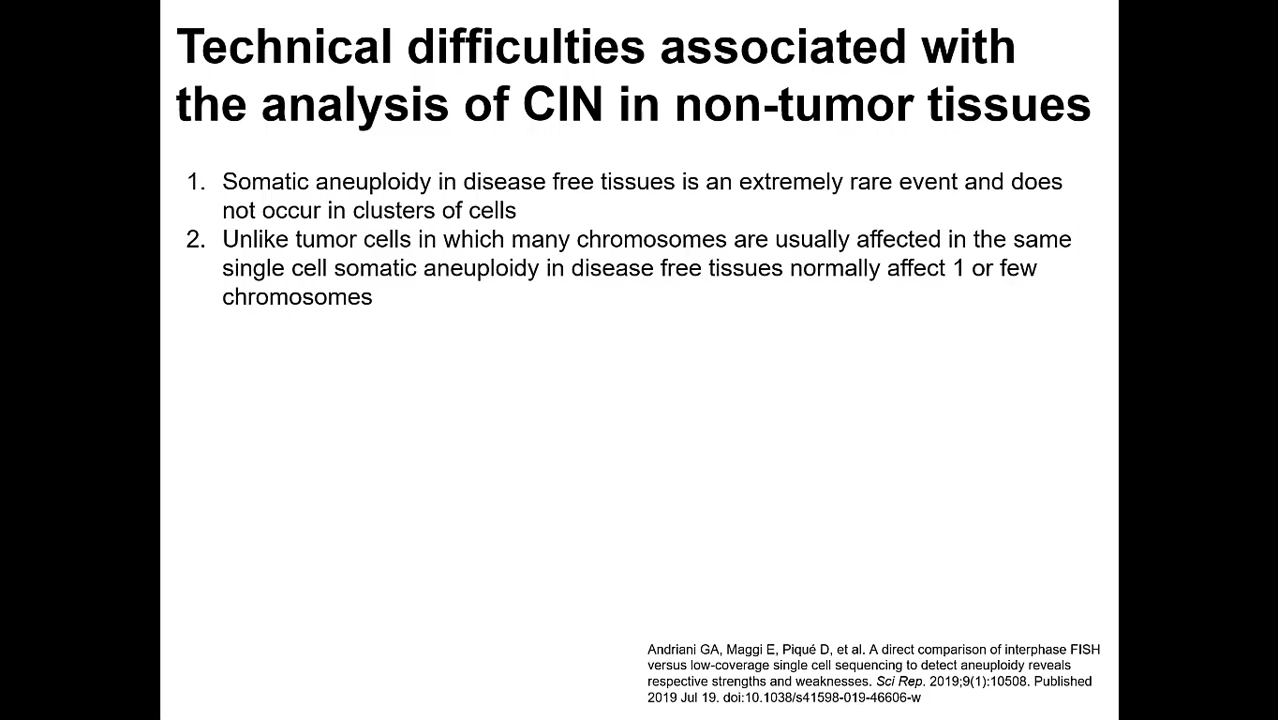 Technical difficulties associated with
the analysis of CIN in non-tumor tissues
1. Somatic aneuploidy in disease free tissues is an extremely rare event and does
not occur in clusters of cells
2. Unlike tumor cells in which many chromosomes are usually affected in the same
single cell somatic aneuploidy in disease free tissues normally affect 1 or few
chromosomes
Andriani GA, Maggi E, Piqué D, et al. A direct comparison of interphase FISH
versus low-coverage single cell sequencing to detect aneuploidy reveals
respective strengths and weaknesses. Sci Rep. 2019;9(1):10508. Published
2019 Jul 19. doi:10.1038/s41598-019-46606-w